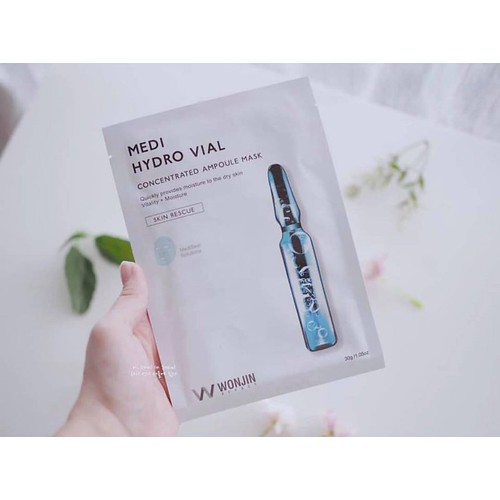 MEDI
HYDRO VIAL
CONCENTRATED AMPOULE MASK
Quickly provides moisture to the dry skin
Vitality + Moisture
SKIN RESCUE
30g/1.05oz
WONJIN
EFFECT